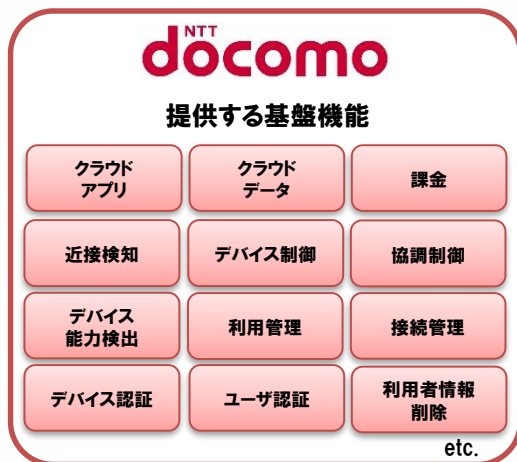 NTT
docomo
提供する基盤機能
クラウド
アプリ
クラウド
データ
課金
近接検知
デバイス制御
協調制御
デバイス
能力検出
利用管理
接続管理
デバイス認証
ユーザ認証
利用者情報
削除
etc.